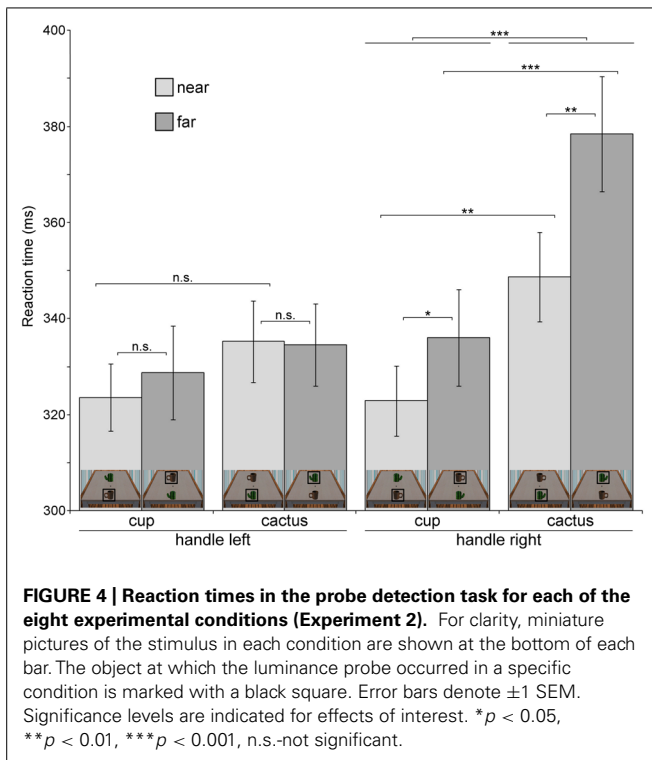 400
***
380
360
340
320
300
Reaction time (ms)
near
far
***
**
**
n.s.
n.s.
n.s.
*
cup
cactus
cup
cactus
handle left
handle right
FIGURE 4 | Reaction times in the probe detection task for each of the
eight experimental conditions (Experiment 2). For clarity, miniature
pictures of the stimulus in each condition are shown at the bottom of each
bar. The object at which the luminance probe occurred in a specific
condition is marked with a black square. Error bars denote ±1 SEM.
Significance levels are indicated for effects of interest. *p < 0.05,
**p < 0.01, ***p < 0.001, n.s.-not significant.